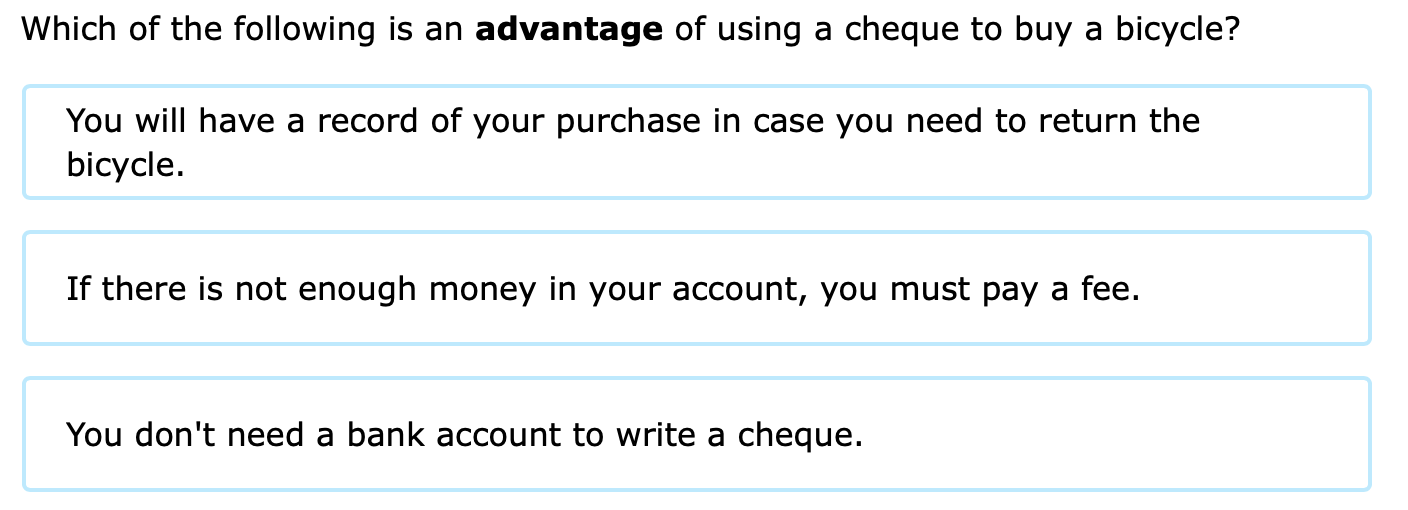 Which of the following is an advantage of using a cheque to buy a bicycle?
You will have a record of your purchase in case you need to return the
bicycle.
If there is not enough money in your account, you must pay a fee.
You don't need a bank account to write a cheque.